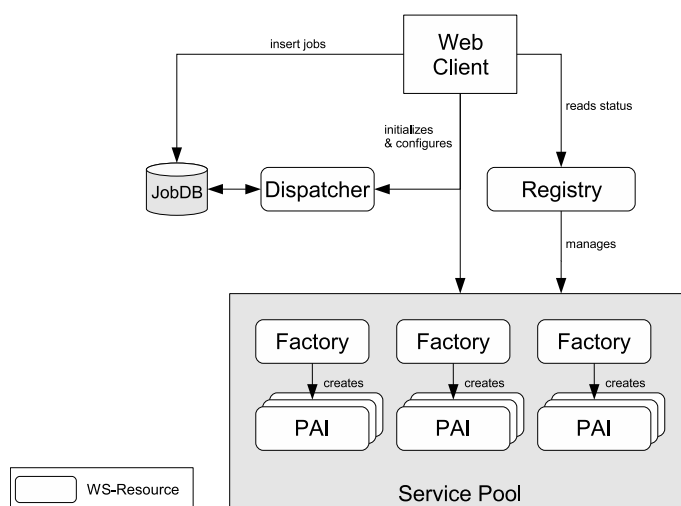 insert jobs
Web
Client
reads status
initializes
& configures
JobDB
Dispatcher
Registry
manages
Factory
Factory
Factory
creates
creates
creates
PAI
PAI
PAI
WS-Resource
Service Pool